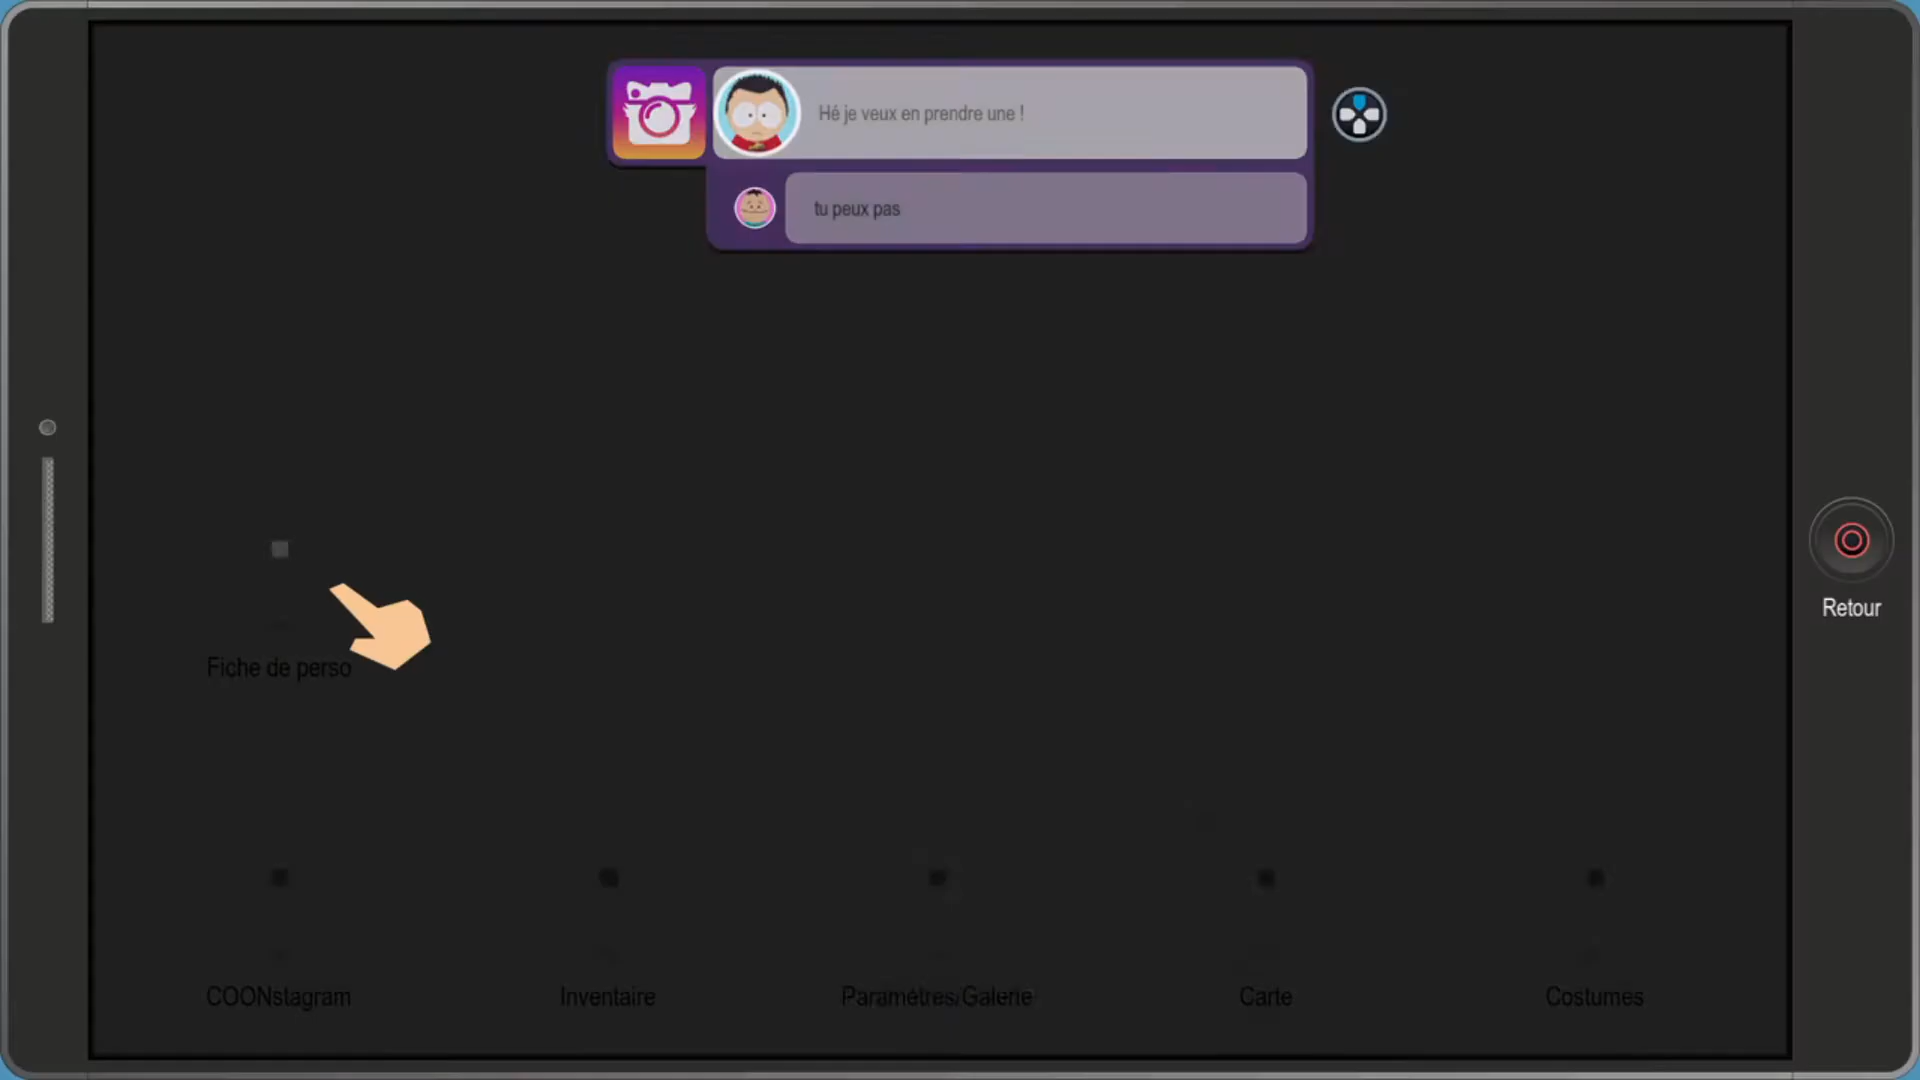 Hé je veux en prendre une !
tu peux pas
Retour
Fiche de perso
COONstagram
Inventaire
Paramètres/Galerie
Carte
Costumes